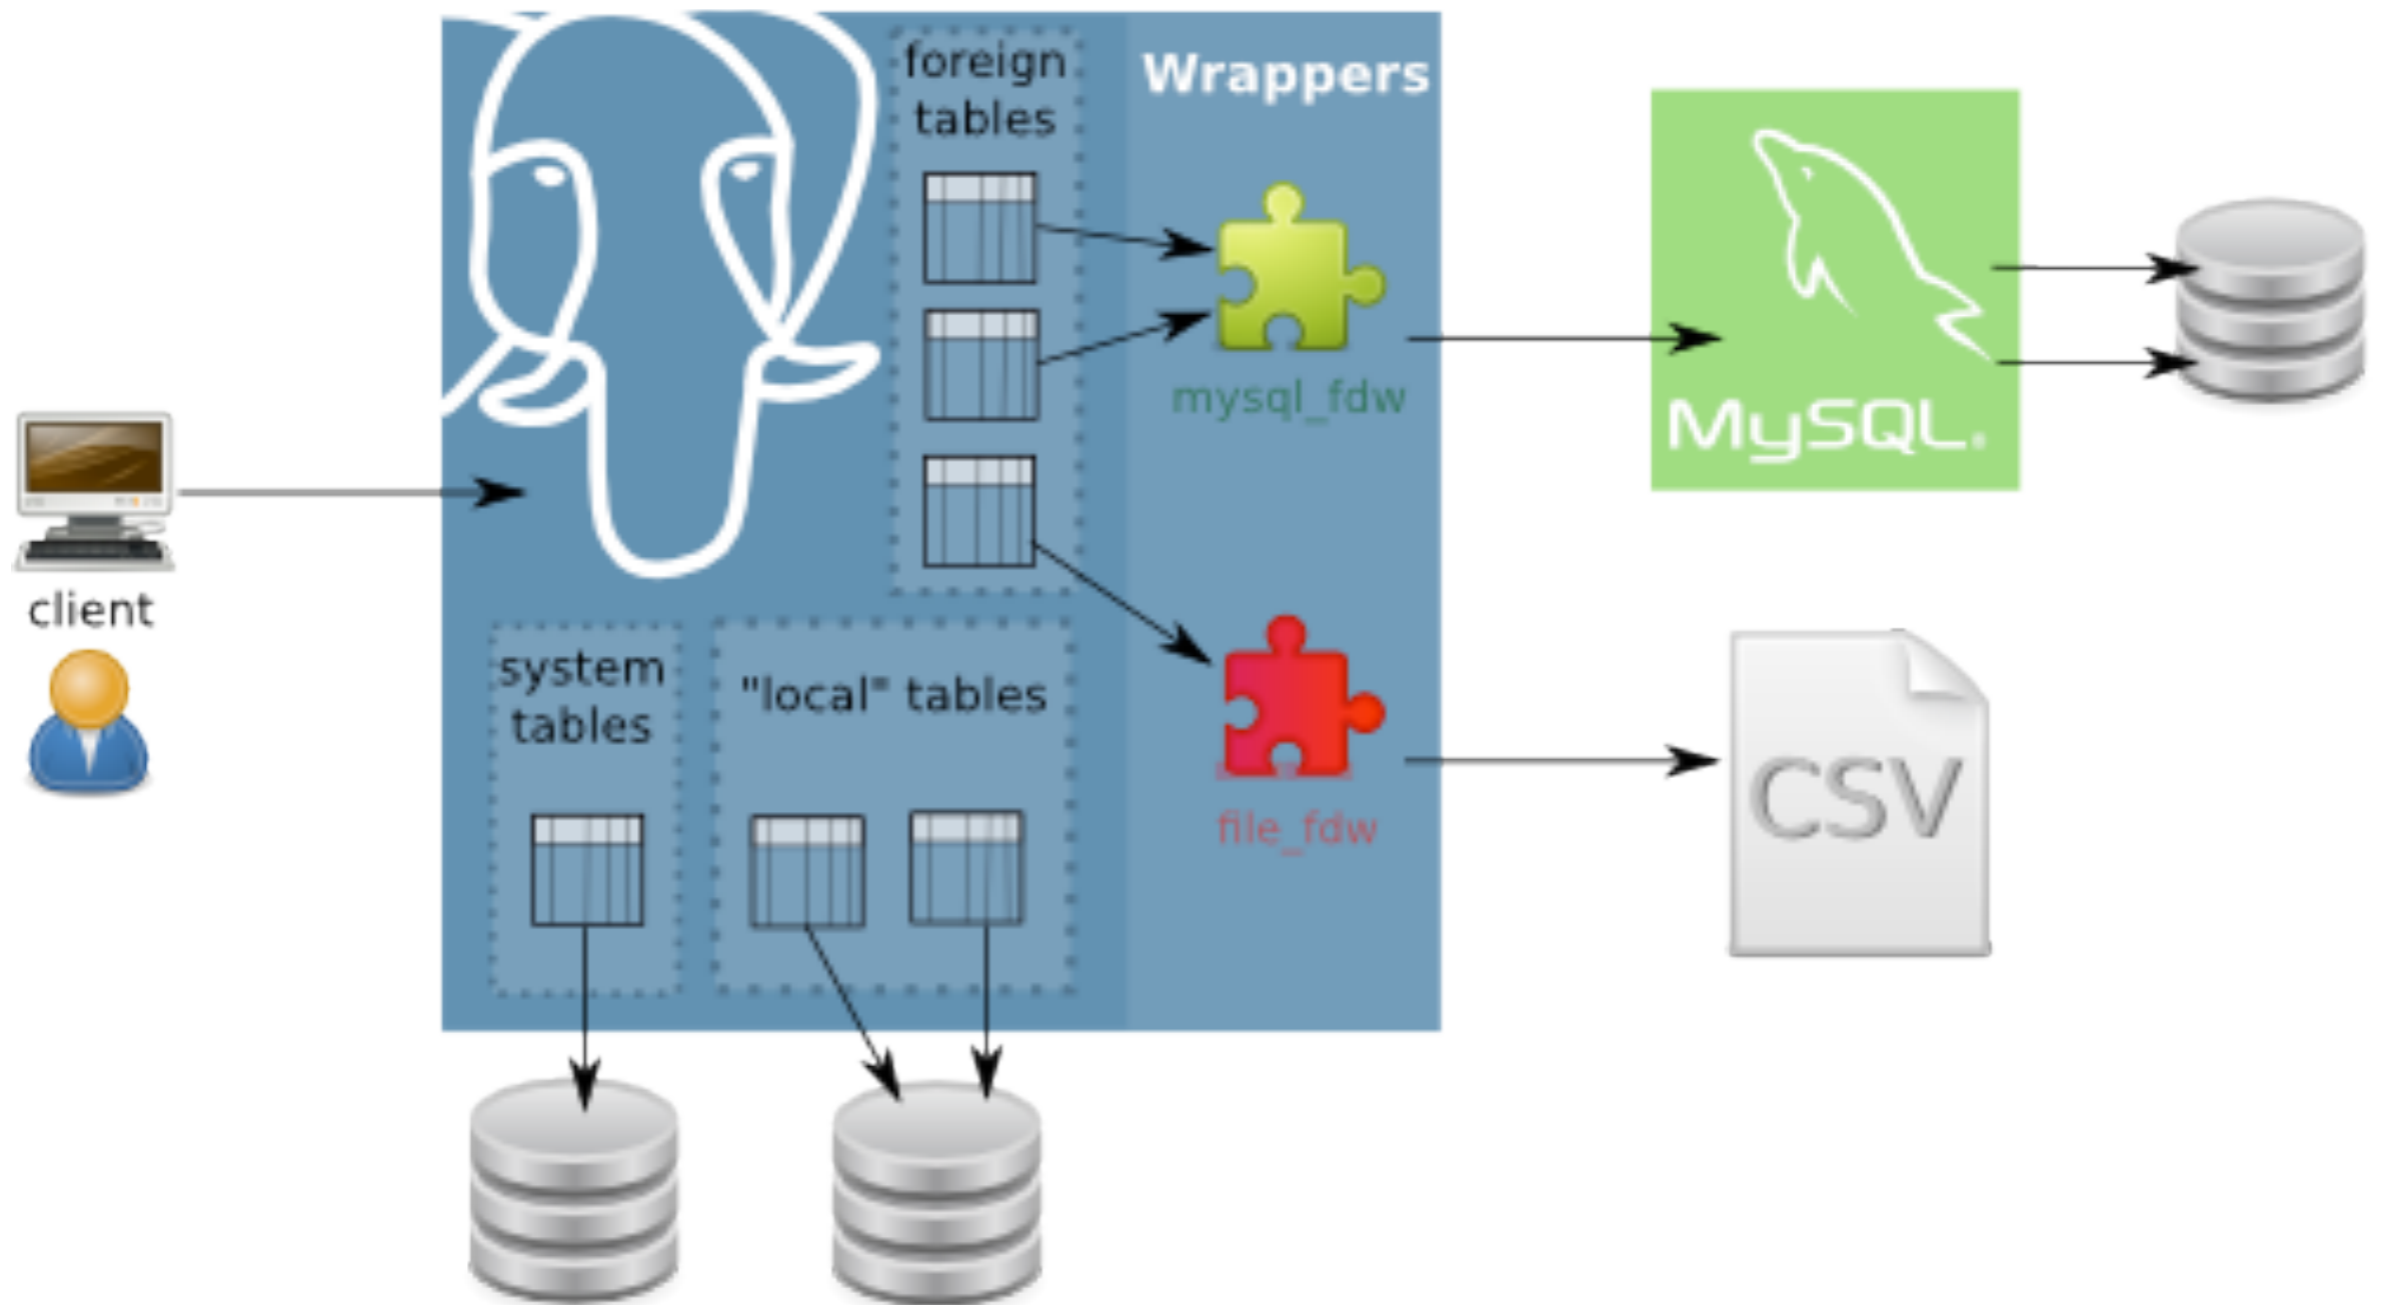 foreign
tables
Wrappers
mysql_fdw
MySQL.
client
system
tables
"local" tables
file_fdw
CSV